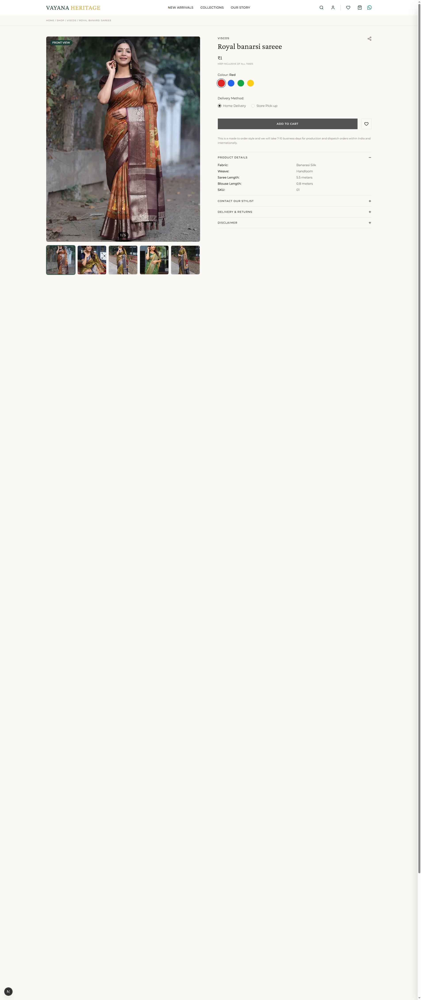 VAYANA HERITAGE
NEW ARRIVALS COLLECTIONS OUR STORY
HOME / SHOP / VISCOS / ROYAL BANARSI SAREEE
FRONT VIEW
1 / 5
VISCOS
Royal banarsi sareee
₹1
MRP INCLUSIVE OF ALL TAXES
Colour: Red
Delivery Method:
Home Delivery Store Pick-up
ADD TO CART
This is a made to order style and we will take 7-10 business days for production and dispatch orders within India and
internationally.
PRODUCT DETAILS
Fabric: Banarasi Silk
Weave: Handloom
Saree Length: 5.5 meters
Blouse Length: 0.8 meters
SKU: 01
CONTACT OUR STYLIST
DELIVERY & RETURNS
DISCLAIMER
N